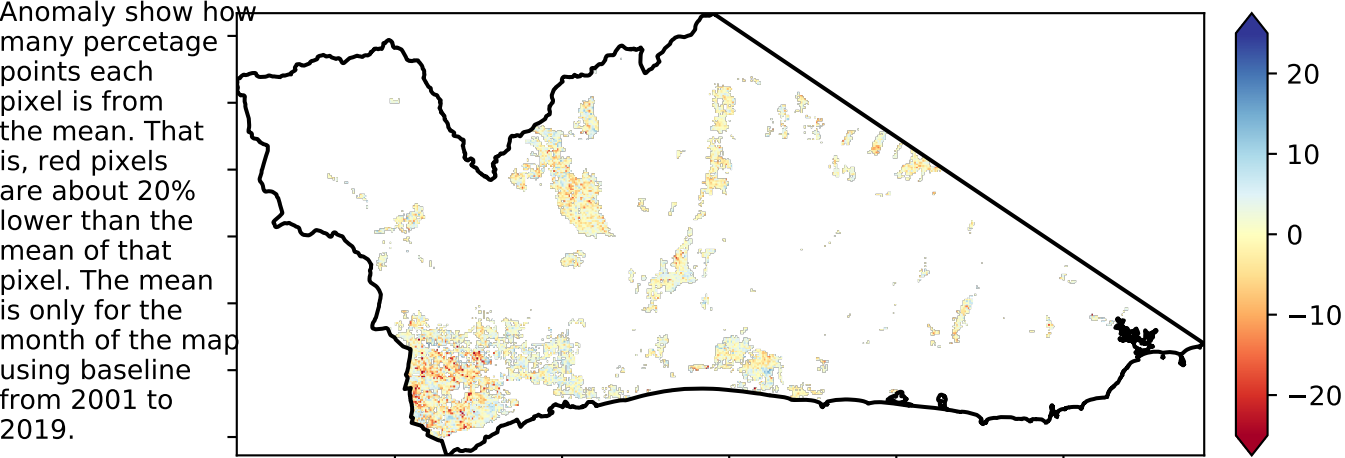 Anomaly show how
many percetage
points each
pixel is from
the mean. That
is, red pixels
are about 20%
lower than the
mean of that
pixel. The mean
is only for the
month of the map
using baseline
from 2001 to
2019.
20
10
0
−10
−20